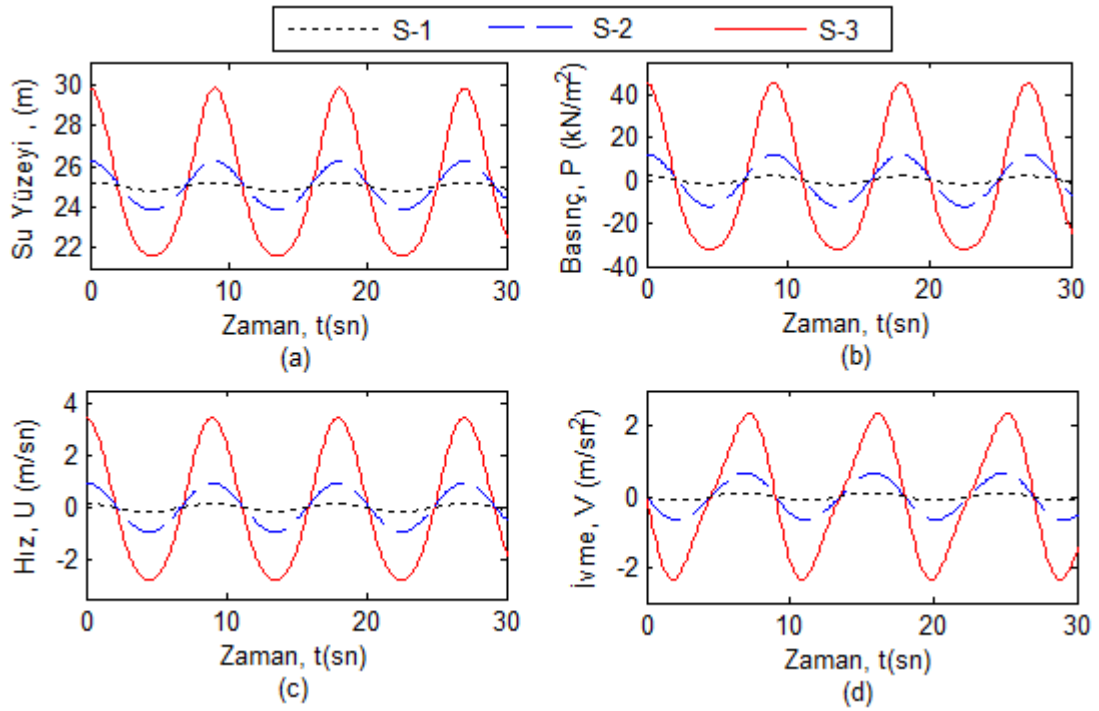 S-1 S-2 S-3
Su Yüzeyi , (m)
30
28
26
24
22
0 10 20 30
Zaman, t(sn)
(a)
Basınç, P (kN/m²)
40
20
0
-20
-40
0 10 20 30
Zaman, t(sn)
(b)
Hız, U (m/sn)
4
2
0
-2
0 10 20 30
Zaman, t(sn)
(c)
İvme, V (m/sn²)
2
0
-2
0 10 20 30
Zaman, t(sn)
(d)